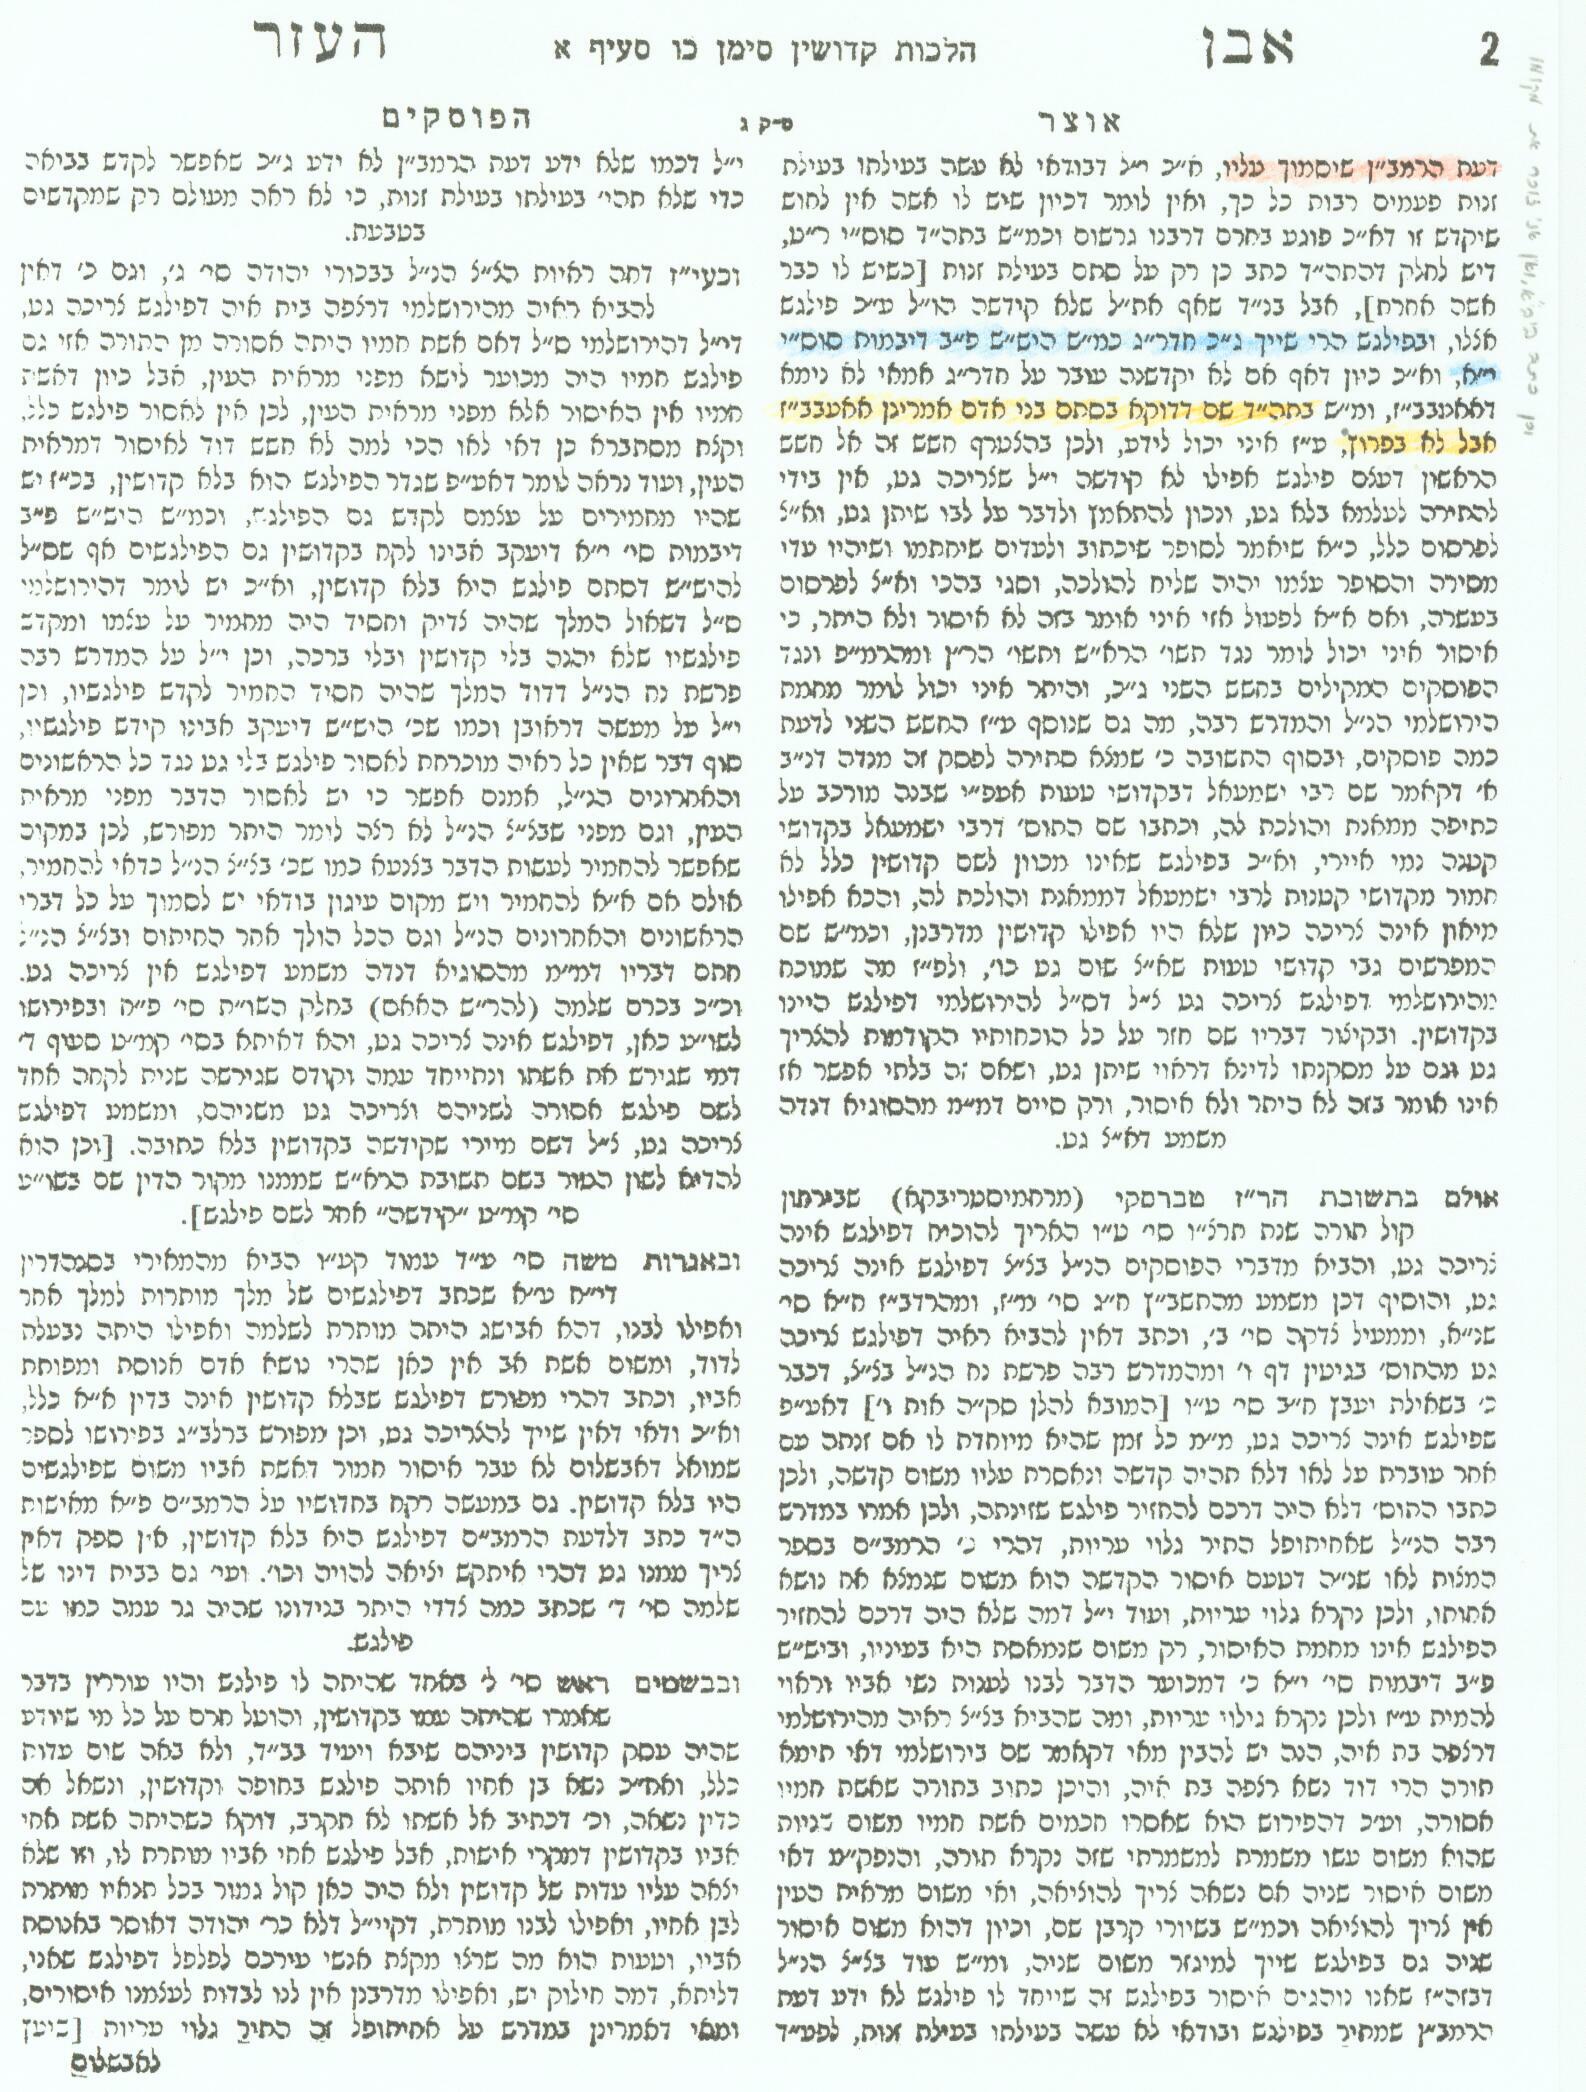 2
אבן
הלכות קדושין סימן כו סעיף א
העזר
אוצר
ס״ק ג
הפוסקים
דעת הרמב״ן שיסמוך עליו, א״כ י״ל דבודאי לא עשה בעילתו בעילת
זנות פעמים רבות כל כך, ואין לומר דכיון שיש לו אשה אין לחוש
שיקדש זו דא״כ פוגע בחרם דרבנו גרשום וכמ״ש בתה״ד סוס״י ר״ע,
דיש לחלק דהתה״ד כתב כן רק על סתם בעילת זנות [כשיש לו כבר
אשה אחרת], אבל בנ״ד שאף את״ל שלא קידשה הו״ל ע״כ פילגש
אצלו, ובפילגש הרי שייך ג״כ חדר״ג כמ״ש היש״ש פ״ב דיבמות סוס״י
י״א, וא״כ כיון דאף אם לא יקדשנה עובר על חדר״ג אמאי לא נימא
דאאעבב״ז, ומ״ש בתה״ד שם דדוקא בסתם בני אדם אמרינן אאעבב״ז
אבל לא בפרוץ, ע״ז איני יכול לידע, ולכן בהצטרף חשש זה אל חשש
הראשון דעצם פילגש אפילו לא קודשה י״ל שצריכה גט, אין בידי
להתירה לעלמא בלא גט, ונכון להתאמץ ולדבר על לבו שיתן גט, וא״צ
לפרסום כלל, כ״א שיאמר לסופר שיכתוב ולעדים שיחתמו ושיהיו עדי
מסירה והסופר עצמו יהיה שליח להולכה, וסגי בהכי וא״צ לפרסום
בעשרה, ואם א״א לפעול אזי איני אומר בזה לא איסור ולא היתר, כי
איסור איני יכול לומר נגד תשו׳ הרא״ש ותשו׳ הר״ן ומהרמ״פ ונגד
הפוסקים המקילים בחשש השני ג״כ, והיתר איני יכול לומר מחמת
הירושלמי הנ״ל והמדרש רבה, מה גם שנוסף ע״ז החשש השני לדעת
כמה פוסקים, ובסוף התשובה כ׳ שמצא סתירה לפסק זה מנדה דנ״ב
א׳ דקאמר שם רבי ישמעאל דבקדושי טעות אעפ״י שבנה מורכב על
כתיפה ממאנת והולכת לה, וכתבו שם התוס׳ דרבי ישמעאל בקדושי
קטנה נמי איירי, וא״כ בפילגש שאינו מכוון לשם קדושין כלל לא
חמור מקדושי קטנות לרבי ישמעאל דממאנת והולכת לה, והכא אפילו
מיאון אינה צריכה כיון שלא היו אפילו קדושין מדרבנן, וכמ״ש שם
המפרשים גבי קדושי טעות שא״צ שום גט כו׳, ולפ״ז מה שמוכח
מהירושלמי דפילגש צריכה גט צ״ל דס״ל להירושלמי דפילגש היינו
בקדושין. ובקיצור דבריו שם חזר על כל הוכחותיו הקודמות להצריך
גט וגם על מסקנתו לדינא דראוי שיתן גט, ושאם זה בלתי אפשר אז
אינו אומר בזה לא היתר ולא איסור, ורק סיים דמ״מ מהסוגיא דנדה
משמע דא״צ גט.
אולם בתשובת הר״ז טברסקי (מרחמיסטריבקא) שבירחון
קול תורה שנת תרצ״ו סי׳ ט״ו האריך להוכיח דפילגש אינה
צריכה גט, והביא מדברי הפוסקים הנ״ל בצ״צ דפילגש אינה צריכה
גט, והוסיף דכן משמע מהתשב״ץ ח״ג סי׳ מ״ז, ומהרדב״ז ח״א סי׳
שנ״א, וממעיל צדקה סי׳ ב׳, וכתב דאין להביא ראיה דפילגש צריכה
גט מהתוס׳ בגיטין דף ו׳ ומהמדרש רבה פרשת נח הנ״ל בצ״צ, דכבר
כ׳ בשאילת יעבץ ח״ב סי׳ ט״ו [המובא להלן סק״ה אות ו׳] דאע״פ
שפילגש אינה צריכה גט, מ״מ כל זמן שהיא מיוחדת לו אם זנתה עם
אחר עוברת על לאו דלא תהיה קדשה ונאסרת עליו משום קדשה, ולכן
כתבו התוס׳ דלא היה דרכם להחזיר פילגש שזינתה, ולכן אמרו במדרש
רבה הנ״ל שאחיתופל התיר גלוי עריות, דהרי כ׳ הרמב״ם בספר
המצות לאו שנ״ה דטעם איסור הקדשה הוא משום שנמצא אח נושא
אחותו, ולכן נקרא גלוי עריות, ועוד י״ל דמה שלא היה דרכם להחזיר
הפילגש אינו מחמת האיסור, רק משום שנמאסת היא בעיניו, וביש״ש
פ״ב דיבמות סי׳ י״א כ׳ דמכוער הדבר לבנו לענות נשי אביו וראוי
להמית ע״ז ולכן נקרא גילוי עריות, ומה שהביא בצ״צ ראיה מהירושלמי
דרצפה בת איה, הנה יש להבין מאי דקאמר שם בירושלמי דאי תימא
תורה הרי דוד נשא רצפה בת איה, והיכן כתוב בתורה שאשת חמיו
אסורה, וע״כ דהפירוש הוא שאסרו חכמים אשת חמיו משום שניות
שהוא משום עשו משמרת למשמרתי שזה נקרא תורה, והנפק״מ דאי
משום איסור שניה אם נשאה צריך להוציאה, ואי משום מראית העין
אין צריך להוציאה וכמ״ש בשיורי קרבן שם, וכיון דהוא משום איסור
שניה גם בפילגש שייך למיגזר משום שניה, ומ״ש עוד בצ״צ הנ״ל
דבזה״ז שאנו נוהגים איסור בפילגש זה שייחד לו פילגש לא ידע דעת
הרמב״ן שמתיר בפילגש ובודאי לא עשה בעילתו בעילת זנות, לפע״ד
י״ל דכמו שלא ידע דעת הרמב״ן לא ידע ג״כ שאפשר לקדש בביאה
כדי שלא תהי׳ בעילתו בעילת זנות, כי לא ראה מעולם רק שמקדשים
בטבעת.
וכעי״ז דחה ראיות הצ״צ הנ״ל בבכורי יהודה סי׳ ג׳, וגם כ׳ דאין
להביא ראיה מהירושלמי דרצפה בית איה דפילגש צריכה גט,
די״ל דהירושלמי ס״ל דאם אשת חמיו היתה אסורה מן התורה אזי גם
פילגש חמיו היה מכוער לישא מפני מראית העין, אבל כיון דאשת
חמיו אין האיסור אלא מפני מראית העין, לכן אין לאסור פילגש כלל,
וקצת מסתברא כן דאי לאו הכי למה לא חשש דוד לאיסור דמראית
העין, ועוד נראה לומר דאע״פ שגדר הפילגש הוא בלא קדושין, בכ״ז יש
שהיו מחמירים על עצמם לקדש גם הפילגש, וכמ״ש היש״ש פ״ב
דיבמות סי׳ י״א דיעקב אבינו לקח בקדושין גם הפילגשים אף שס״ל
להיש״ש דסתם פילגש היא בלא קדושין, וא״כ יש לומר דהירושלמי
ס״ל דשאול המלך שהיה צדיק וחסיד היה מחמיר על עצמו ומקדש
פילגשיו שלא יהנה בלי קדושין ובלי ברכה, וכן י״ל על המדרש רבה
פרשת נח הנ״ל דדוד המלך שהיה חסיד החמיר לקדש פילגשיו, וכן
י״ל על מעשה דראובן וכמו שכ׳ היש״ש דיעקב אבינו קידש פילגשיו,
סוף דבר שאין כל ראיה מוכרחת לאסור פילגש בלי גט נגד כל הראשונים
והאחרונים הנ״ל, אמנם אפשר כי יש לאסור הדבר מפני מראית
העין, וגם מפני שבצ״צ הנ״ל לא רצה לומר היתר מפורש, לכן במקום
שאפשר להחמיר לעשות הדבר בצנעא כמו שכ׳ בצ״צ הנ״ל כדאי להחמיר,
אולם אם א״א להחמיר ויש מקום עיגון בודאי יש לסמוך על כל דברי
הראשונים והאחרונים הנ״ל וגם הכל הולך אחר החיתום ובצ״צ הנ״ל
חתם דבריו דמ״מ מהסוגיא דנדה משמע דפילגש אין צריכה גט.
וכ״כ בכרם שלמה (להר״ש האאס) בחלק השו״ת סי׳ פ״ה ובפירושו
לשו״ע כאן, דפילגש אינה צריכה גט, והא דאיתא בסי׳ קמ״ט סעיף ד׳
דמי שגירש את אשתו ונתייחד עמה וקודם שגירשה שנית לקחה אחד
לשם פילגש אסורה לשניהם וצריכה גט משניהם, ומשמע דפילגש
צריכה גט, צ״ל דשם מיירי שקידשה בקדושין בלא כתובה. [וכן הוא
להדיא לשון הטור בשם תשובת הרא״ש שממנו מקור הדין שם בשו״ע
סי׳ קמ״ט ״קודשה״ אחר לשם פילגש].
ובאגרות משה סי׳ ע״ד עמוד קע״ו הביא מהמאירי בסנהדרין
די״ח ע״א שכתב דפילגשים של מלך מותרות למלך אחר
ואפילו לבנו, דהא אבישג היתה מותרת לשלמה ואפילו היתה נבעלת
לדוד, ומשום אשת אב אין כאן שהרי נושא אדם אנוסת ומפותת
אביו, וכתב דהרי מפורש דפילגש שבלא קדושין אינה בדין א״א כלל,
וא״כ ודאי דאין שייך להצריכה גט, וכן מפורש ברלב״ג בפירושו לספר
שמואל דאבשלום לא עבר איסור חמור דאשת אביו משום שפילגשים
היו בלא קדושין. גם במעשה רקח בחדושיו על הרמב״ם פ״א מאישות
ה״ד כתב דלדעת הרמב״ם דפילגש היא בלא קדושין, אין ספק דאין
צריך ממנו גט דהרי איתקש יציאה להויה וכו׳. ועי׳ גם בבית דינו של
שלמה סי׳ ד׳ שכתב כמה צדדי היתר בנידונו שהיה גר עמה כמו עם
פילגש.
ובבשמים ראש סי׳ ל׳ באחד שהיתה לו פילגש והיו עוררין בדבר
שאמרו שהיתה עמו בקדושין, והועל חרם על כל מי שיודע
שהיה עסק קדושין ביניהם שיבא ויעיד בב״ד, ולא באה שום עדות
כלל, ואח״כ נשא בן אחיו אותה פילגש בחופה וקדושין, ונשאל אם
כדין נשאה, וכ׳ דכתיב אל אשתו לא תקרב, דוקא כשהיתה אשת אחי
אביו בקדושין דמקרי אישות, אבל פילגש אחי אביו מותרת לו, וזו שלא
יצאה עליו עדות של קדושין ולא היה כאן קול גמור בכל תנאיו מותרת
לבן אחיו, ואפילו לבנו מותרת, דקיי״ל דלא כר׳ יהודה דאוסר באנוסת
אביו, וטעות הוא מה שרצו מקצת אנשי עירכם לפלפל דפילגש שאני,
דליתא, דמה חילוק יש, ואפילו מדרבנן אין לנו לבדות לעצמנו איסורים,
ומאי דאמרינן במדרש על אחיתופל זה התיר גלוי עריות [כיעץ
לאבשלום